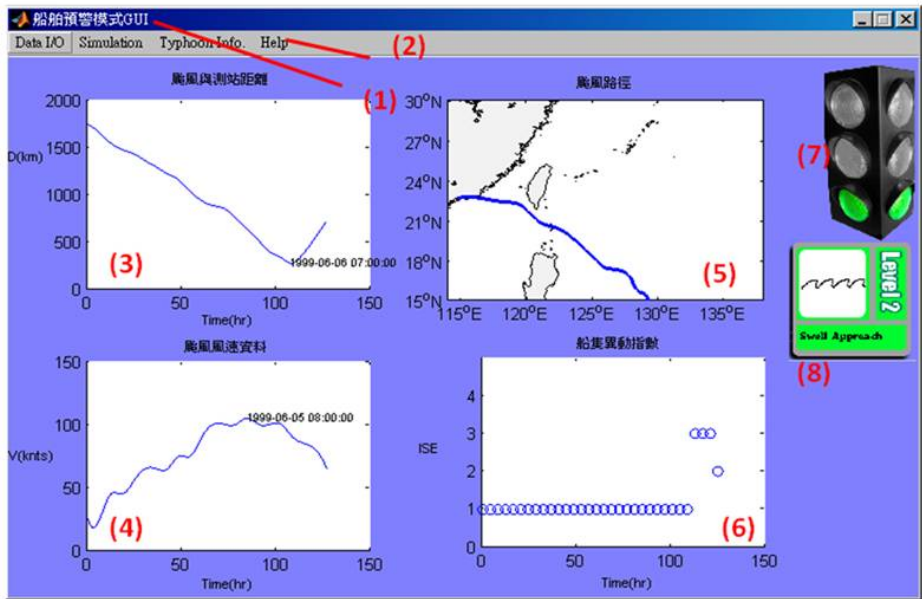 船舶預警模式GUI
Data I/O Simulation Typhoon Info. Help
(2)
(1)
颱風與測站距離
2000
1500
1000
500
0
D(km)
(3)
1999-06-06 07:00:00
0 50 100 150
Time(hr)
颱風路徑
30°N
27°N
24°N
21°N
18°N
15°N
(5)
115°E 120°E 125°E 130°E 135°E
(7)
Level 2
Swell Approach
(8)
颱風風速資料
150
100
50
0
V(knts)
1999-06-05 08:00:00
(4)
0 50 100 150
Time(hr)
船隻異動指數
4
3
2
1
0
ISE
(6)
0 50 100 150
Time(hr)